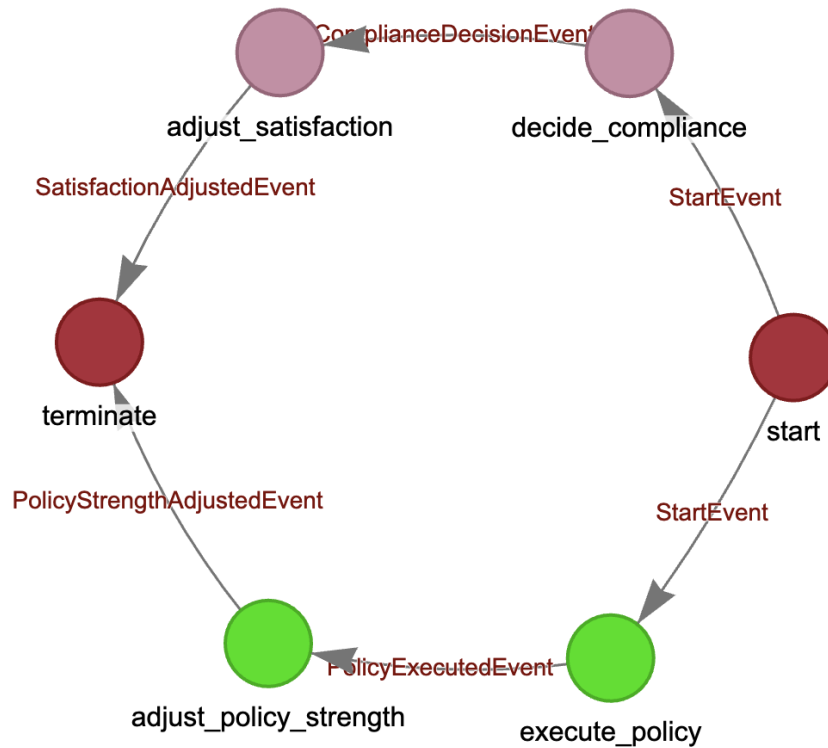 ComplianceDecisionEvent
adjust_satisfaction
decide_compliance
SatisfactionAdjustedEvent
StartEvent
terminate
start
PolicyStrengthAdjustedEvent
StartEvent
PolicyExecutedEvent
adjust_policy_strength
execute_policy